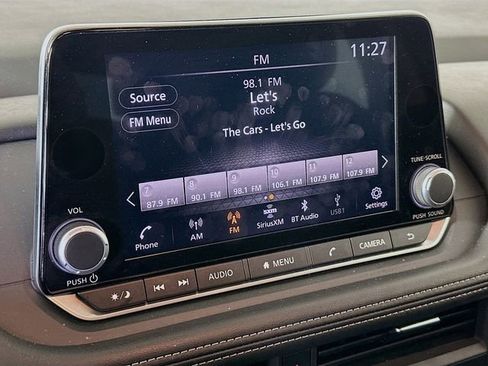 FM
11:27
98.1 FM
Source
Let's
Rock
FM Menu
The Cars - Let's Go
7 8 9 10 11 12
87.9 FM 90.1 FM 98.1 FM 106.1 FM 107.9 FM 107.9 FM
TUNE·SCROLL
VOL
Phone AM FM SiriusXM BT Audio USB1 Settings
PUSH SOUND
PUSH
AUDIO MENU CAMERA